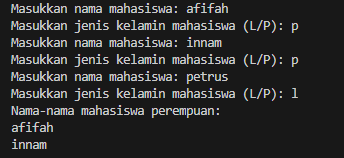 Masukkan nama mahasiswa: afifah
Masukkan jenis kelamin mahasiswa (L/P): p
Masukkan nama mahasiswa: innam
Masukkan jenis kelamin mahasiswa (L/P): p
Masukkan nama mahasiswa: petrus
Masukkan jenis kelamin mahasiswa (L/P): l
Nama-nama mahasiswa perempuan:
afifah
innam